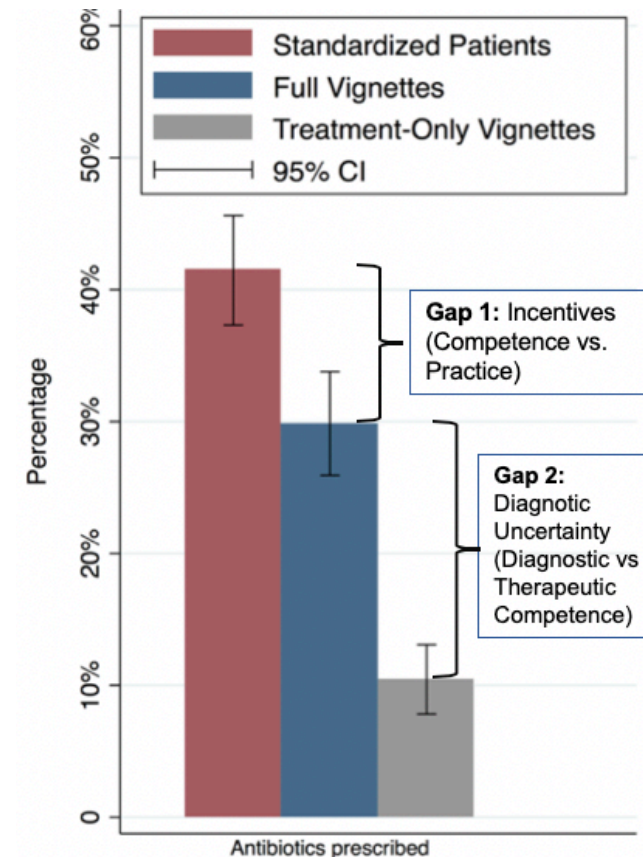 60%
50%
40%
30%
20%
10%
0
Percentage
Standardized Patients
Full Vignettes
Treatment-Only Vignettes
95% CI
Gap 1: Incentives
(Competence vs.
Practice)
Gap 2:
Diagnotic
Uncertainty
(Diagnostic vs
Therapeutic
Competence)
Antibiotics prescribed